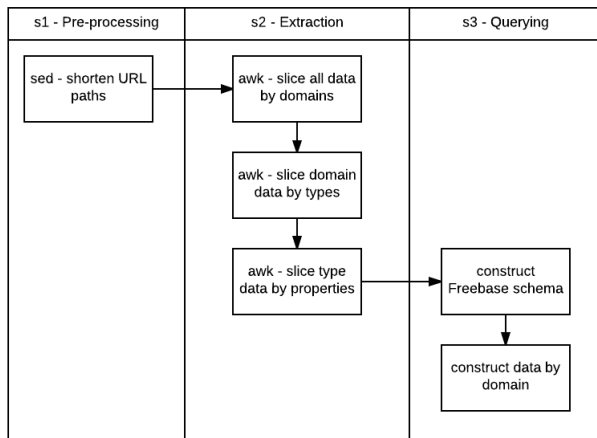 s1 - Pre-processing
s2 - Extraction
s3 - Querying
sed - shorten URL
paths
awk - slice all data
by domains
awk - slice domain
data by types
awk - slice type
data by properties
construct
Freebase schema
construct data by
domain